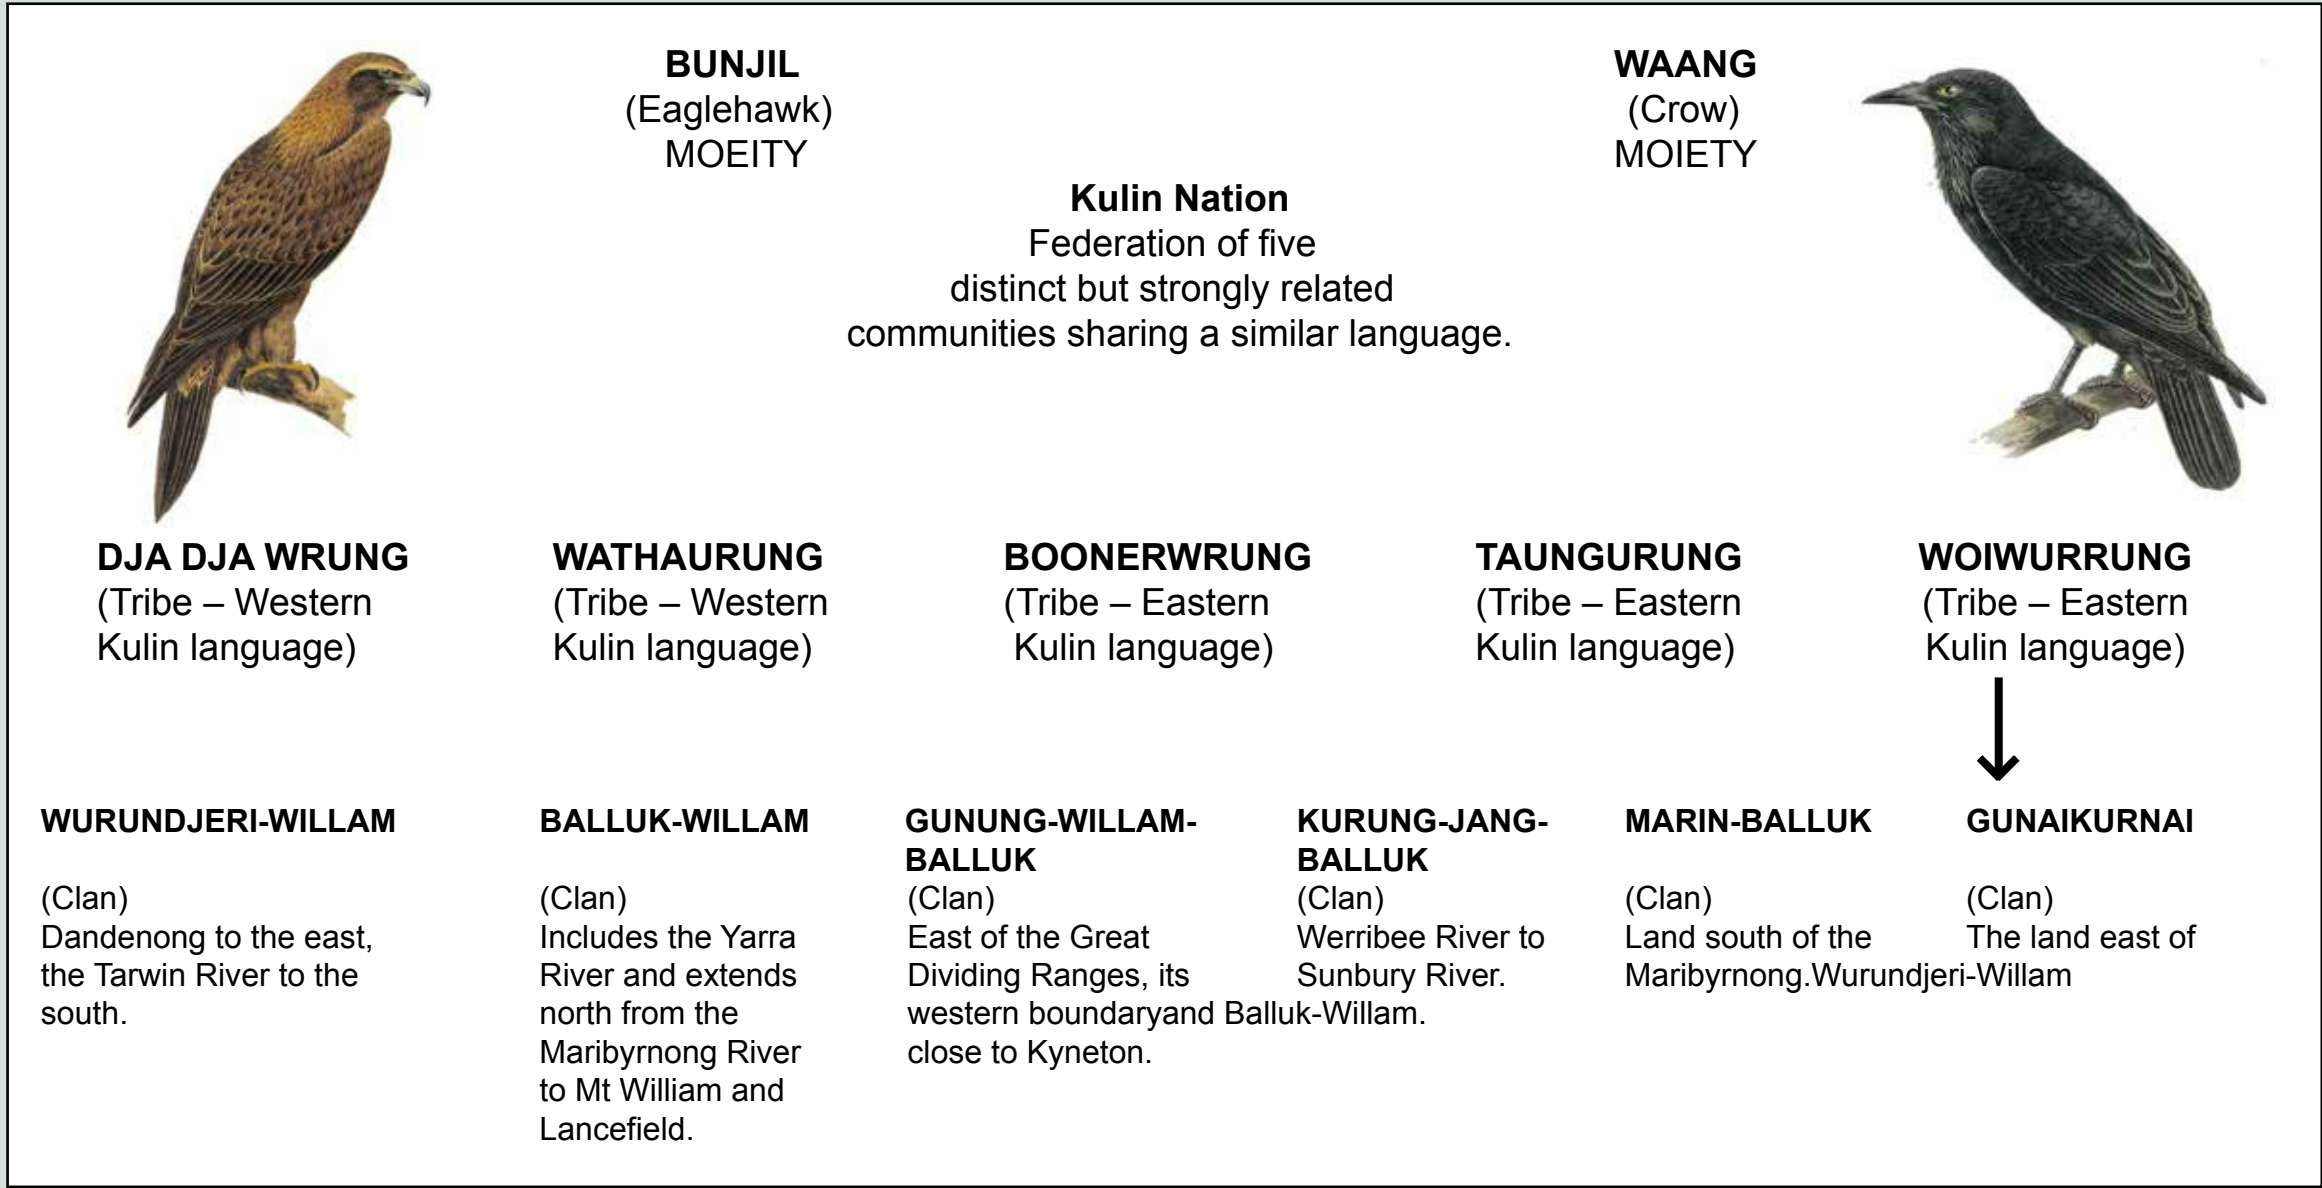 BUNJIL
(Eaglehawk)
MOEITY
WAANG
(Crow)
MOIETY
Kulin Nation
Federation of five
distinct but strongly related
communities sharing a similar language.
DJA DJA WRUNG
(Tribe – Western
Kulin language)
WATHAURUNG
(Tribe – Western
Kulin language)
BOONERWRUNG
(Tribe – Eastern
Kulin language)
TAUNGURUNG
(Tribe – Eastern
Kulin language)
WOIWURRUNG
(Tribe – Eastern
Kulin language)
WURUNDJERI-WILLAM
(Clan)
Dandenong to the east,
the Tarwin River to the
south.
BALLUK-WILLAM
(Clan)
Includes the Yarra
River and extends
north from the
Maribyrnong River
to Mt William and
Lancefield.
GUNUNG-WILLAM-
BALLUK
(Clan)
East of the Great
Dividing Ranges, its
western boundaryand Balluk-Willam.
close to Kyneton.
KURUNG-JANG-
BALLUK
(Clan)
Werribee River to
Sunbury River.
MARIN-BALLUK
(Clan)
Land south of the
Maribyrnong.Wurundjeri-Willam
GUNAIKURNAI
(Clan)
The land east of